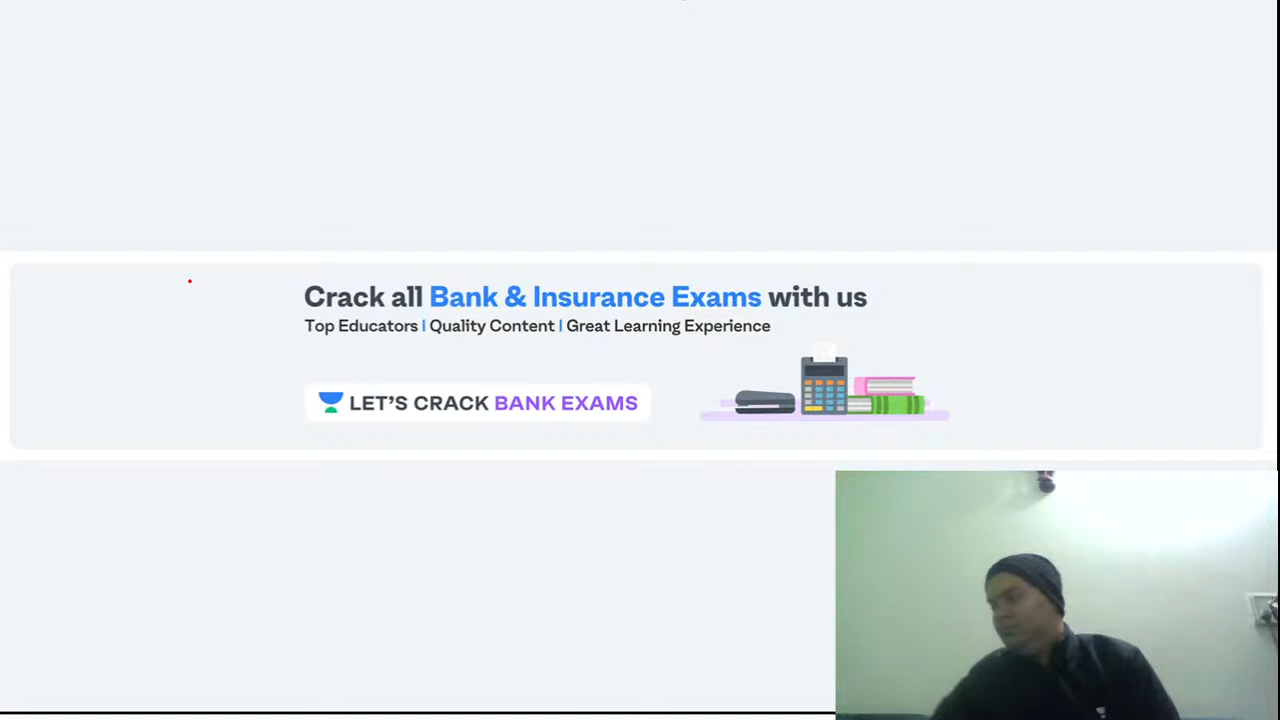 Crack all Bank & Insurance Exams with us
Top Educators | Quality Content | Great Learning Experience
LET'S CRACK BANK EXAMS